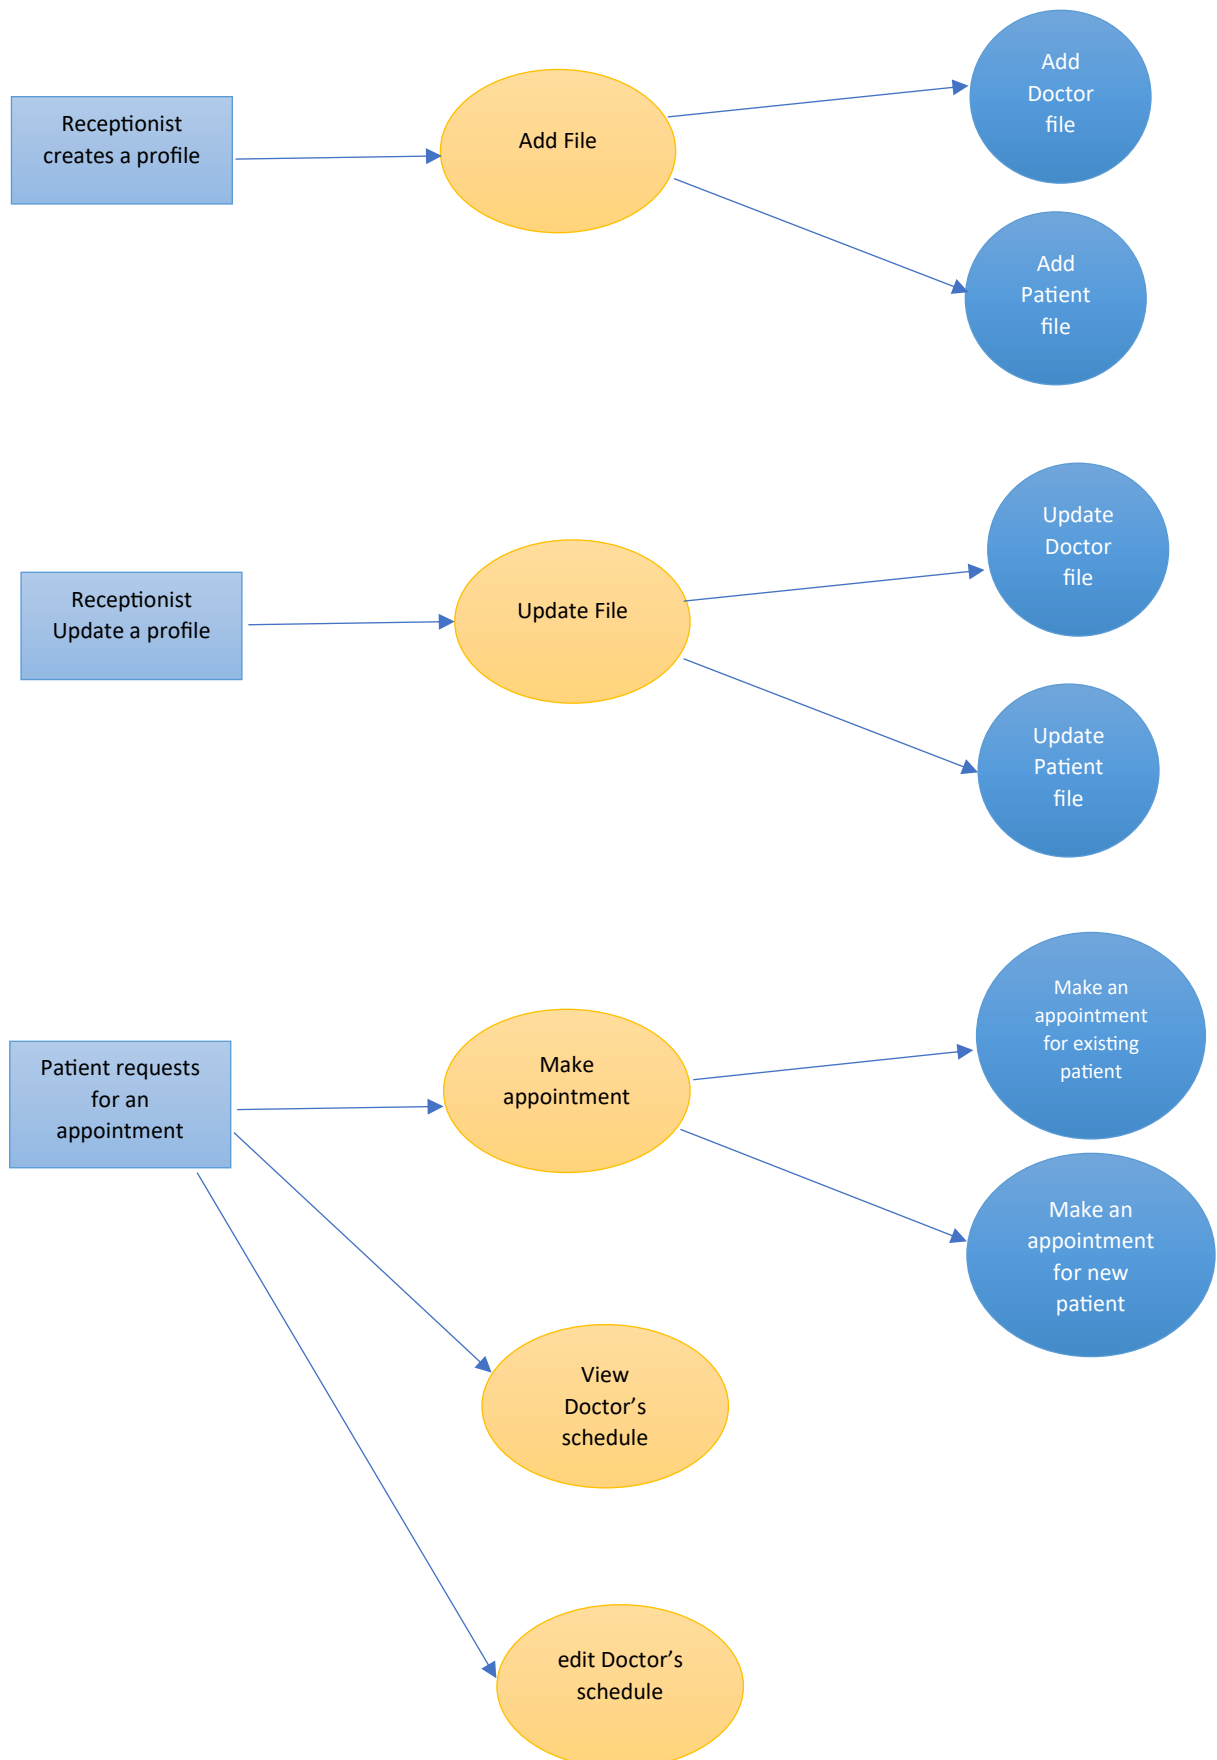 Receptionist
creates a profile
Add File
Add
Doctor
file
Add
Patient
file
Receptionist
Update a profile
Update File
Update
Doctor
file
Update
Patient
file
Patient requests
for an
appointment
Make
appointment
Make an
appointment
for existing
patient
Make an
appointment
for new
patient
View
Doctor’s
schedule
edit Doctor’s
schedule